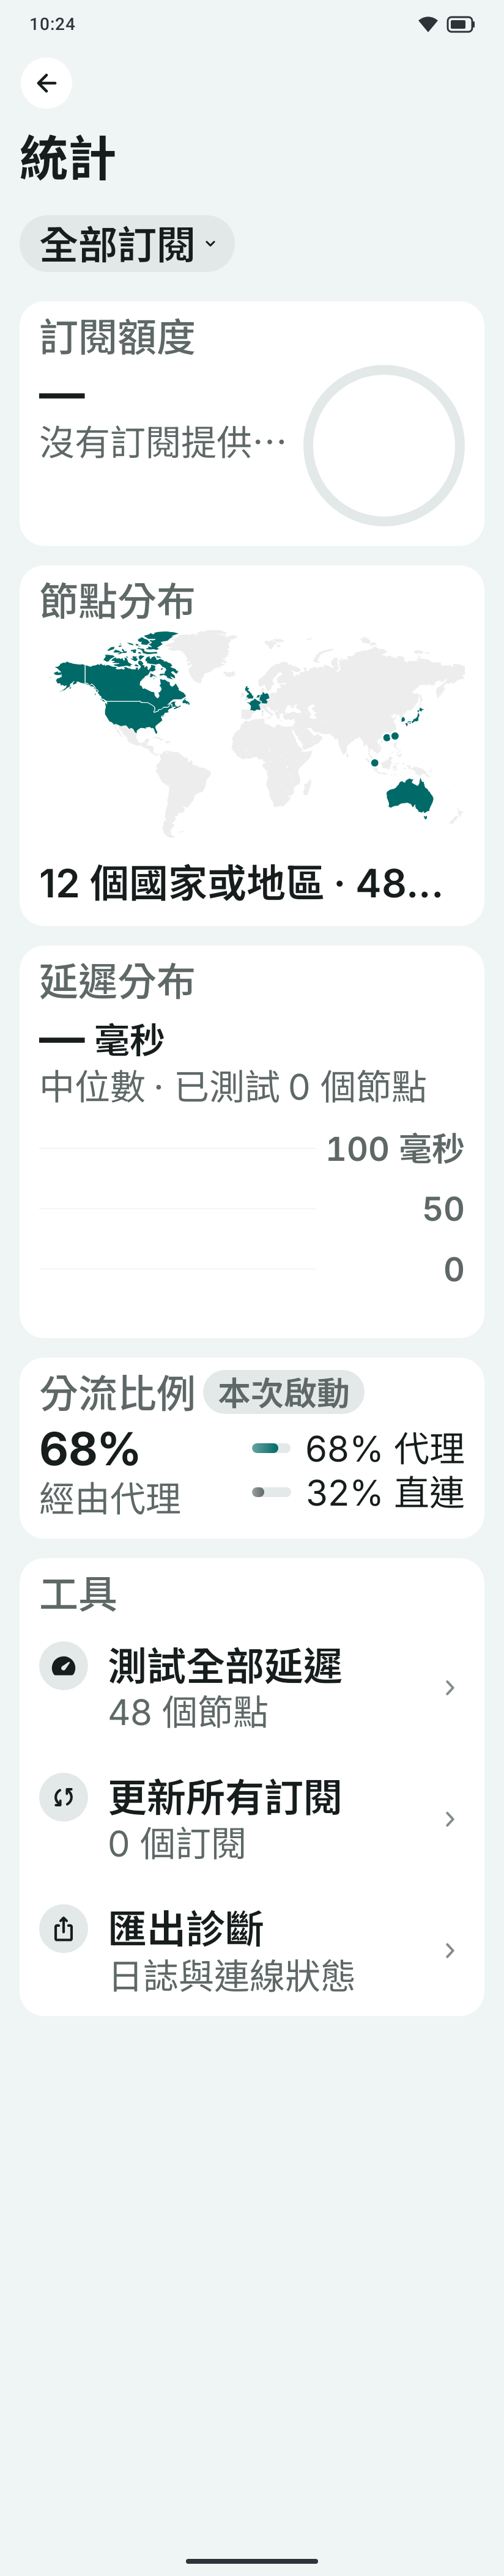 10:24
統計
全部訂閱
訂閱額度
—
沒有訂閱提供…
節點分布
12 個國家或地區 · 48...
延遲分布
— 毫秒
中位數 · 已測試 0 個節點
100 毫秒
50
0
分流比例 本次啟動
68%
經由代理
68% 代理
32% 直連
工具
測試全部延遲
48 個節點
更新所有訂閱
0 個訂閱
匯出診斷
日誌與連線狀態